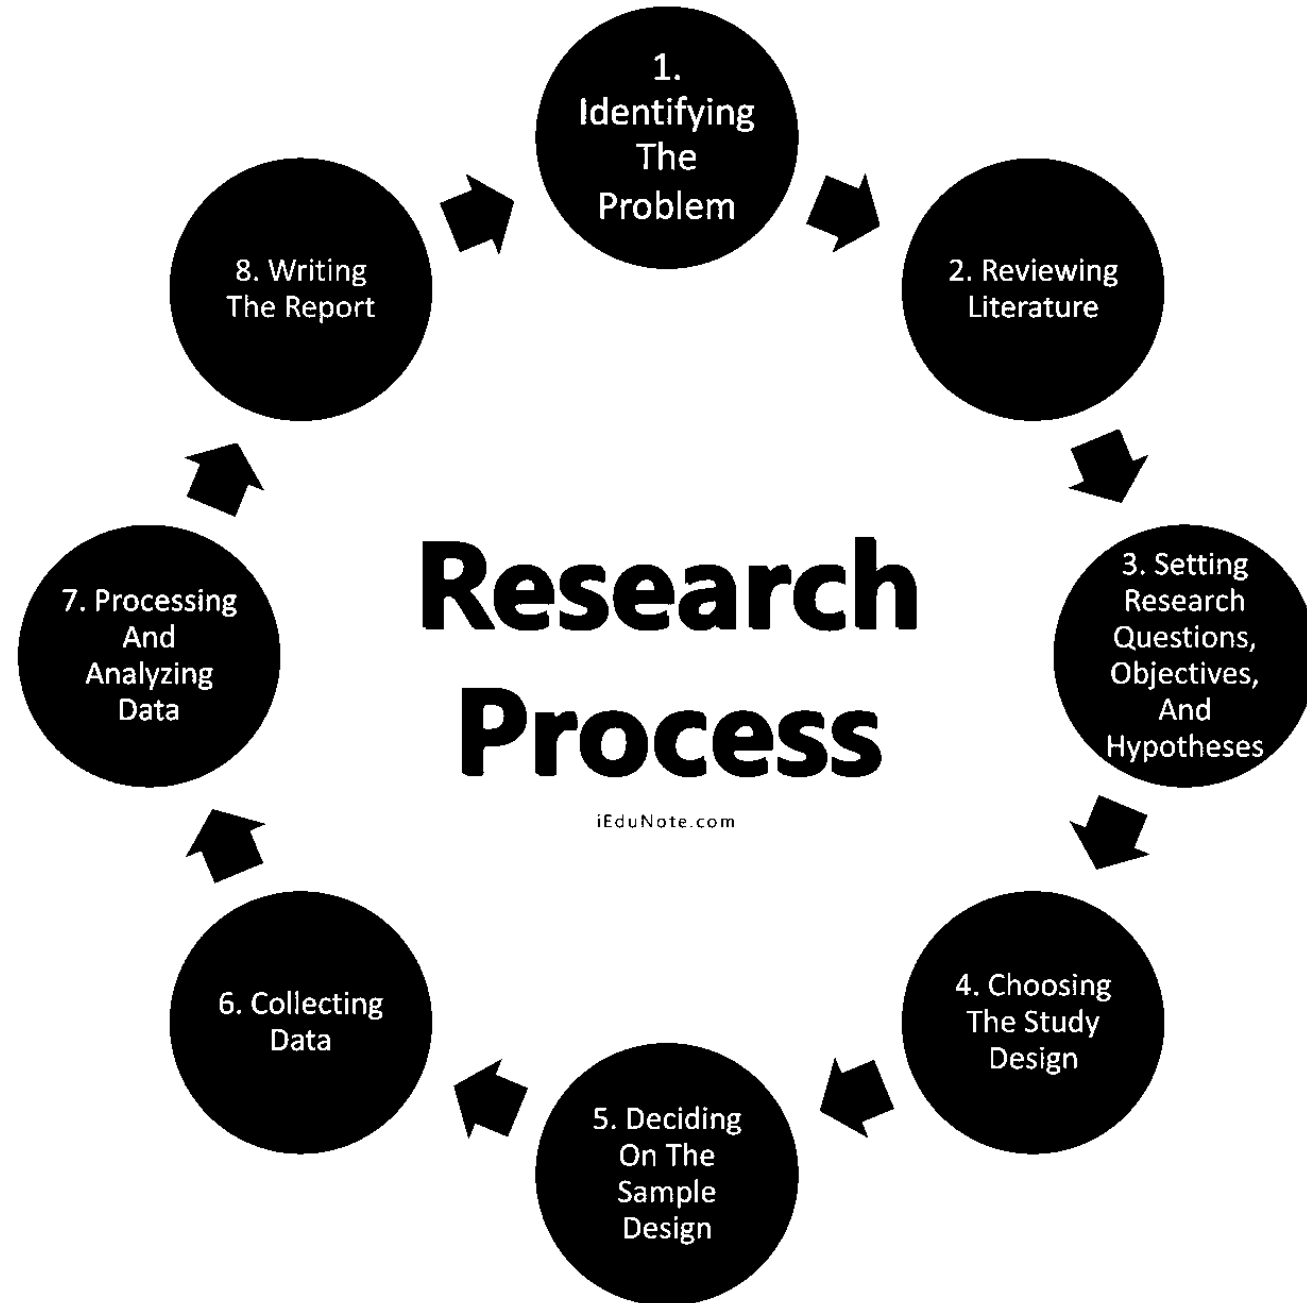 1.
Identifying
The
Problem
2. Reviewing
Literature
3. Setting
Research
Questions,
Objectives,
And
Hypotheses
4. Choosing
The Study
Design
5. Deciding
On The
Sample
Design
6. Collecting
Data
7. Processing
And
Analyzing
Data
8. Writing
The Report
Research
Process
iEduNote.com